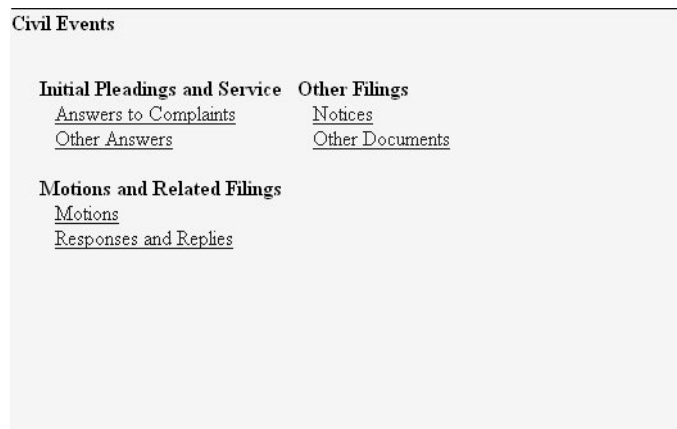 Civil Events
Initial Pleadings and Service
Answers to Complaints
Other Answers
Other Filings
Notices
Other Documents
Motions and Related Filings
Motions
Responses and Replies